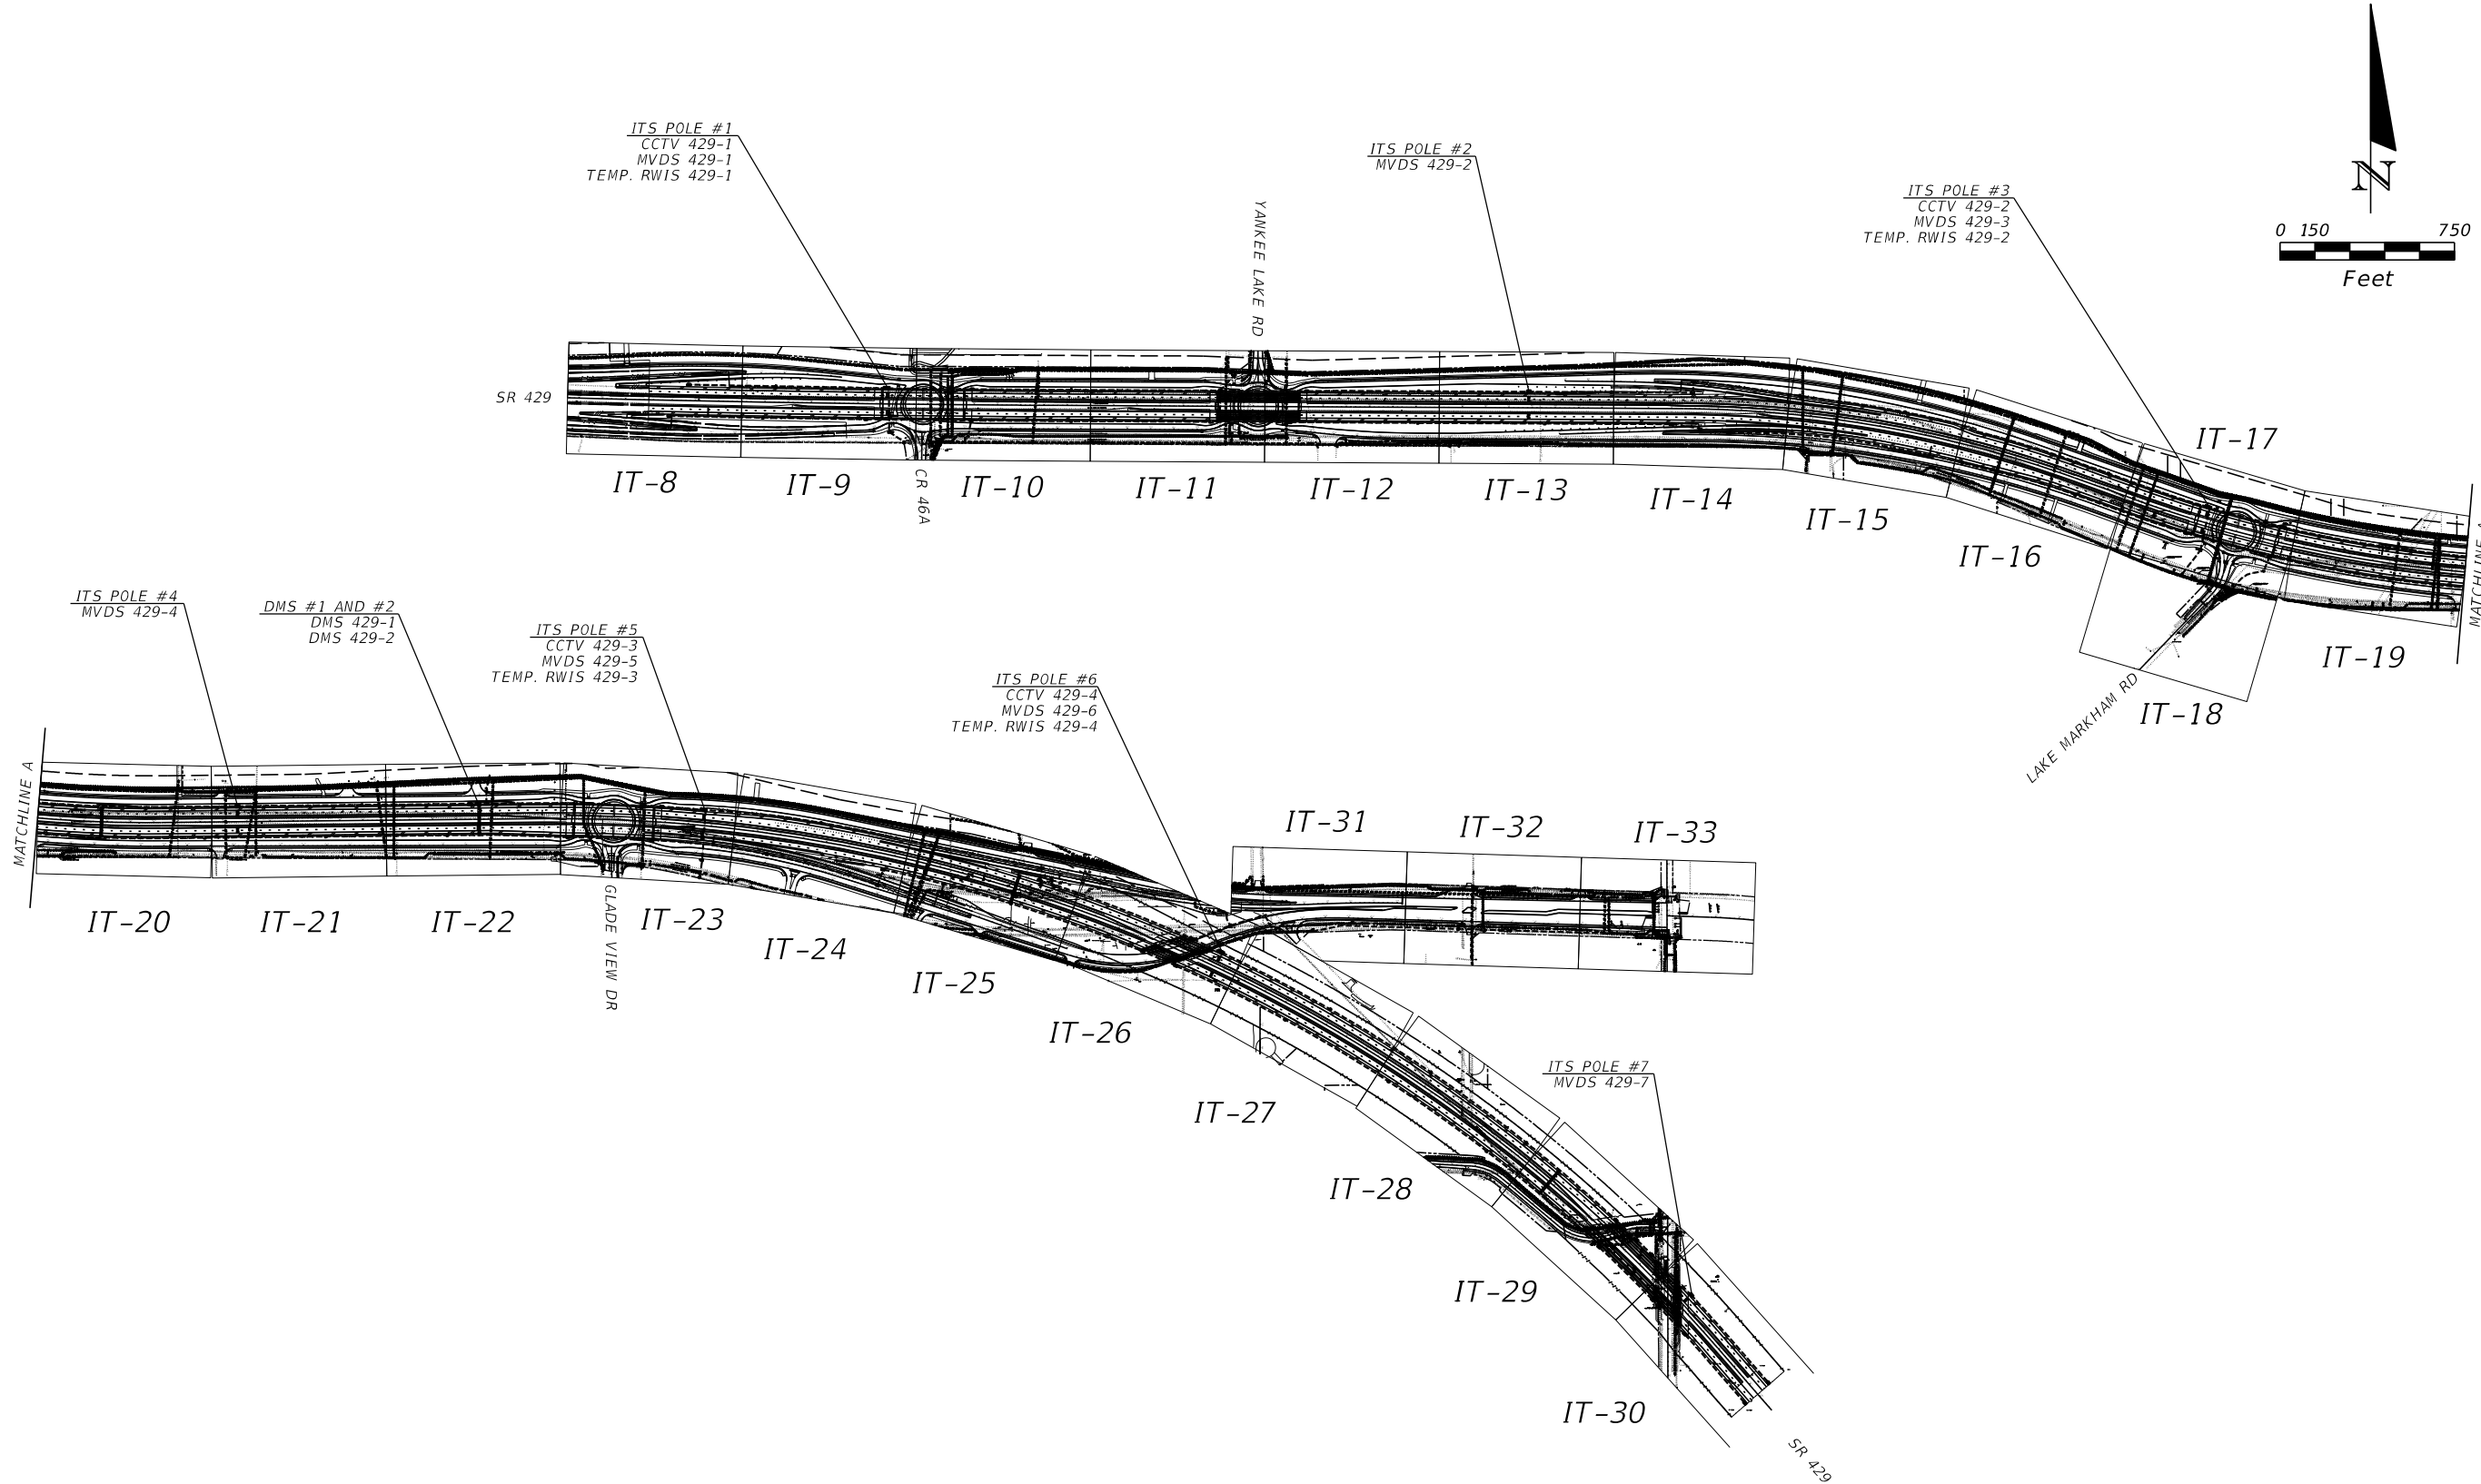 ITS POLE #1
CCTV 429-1
MVDS 429-1
TEMP. RWIS 429-1
ITS POLE #2
MVDS 429-2
ITS POLE #3
CCTV 429-2
MVDS 429-3
TEMP. RWIS 429-2
N
0 150 750
Feet
YANKEE LAKE RD
SR 429
IT-8
IT-9
CR 46A
IT-10
IT-11
IT-12
IT-13
IT-14
IT-15
IT-16
IT-17
IT-18
IT-19
LAKE MARKHAM RD
MATCHLINE A
ITS POLE #4
MVDS 429-4
DMS #1 AND #2
DMS 429-1
DMS 429-2
ITS POLE #5
CCTV 429-3
MVDS 429-5
TEMP. RWIS 429-3
ITS POLE #6
CCTV 429-4
MVDS 429-6
TEMP. RWIS 429-4
MATCHLINE A
IT-20
IT-21
IT-22
GLADE VIEW DR
IT-23
IT-24
IT-25
IT-26
IT-27
IT-28
IT-29
IT-30
IT-31
IT-32
IT-33
ITS POLE #7
MVDS 429-7
SR 429